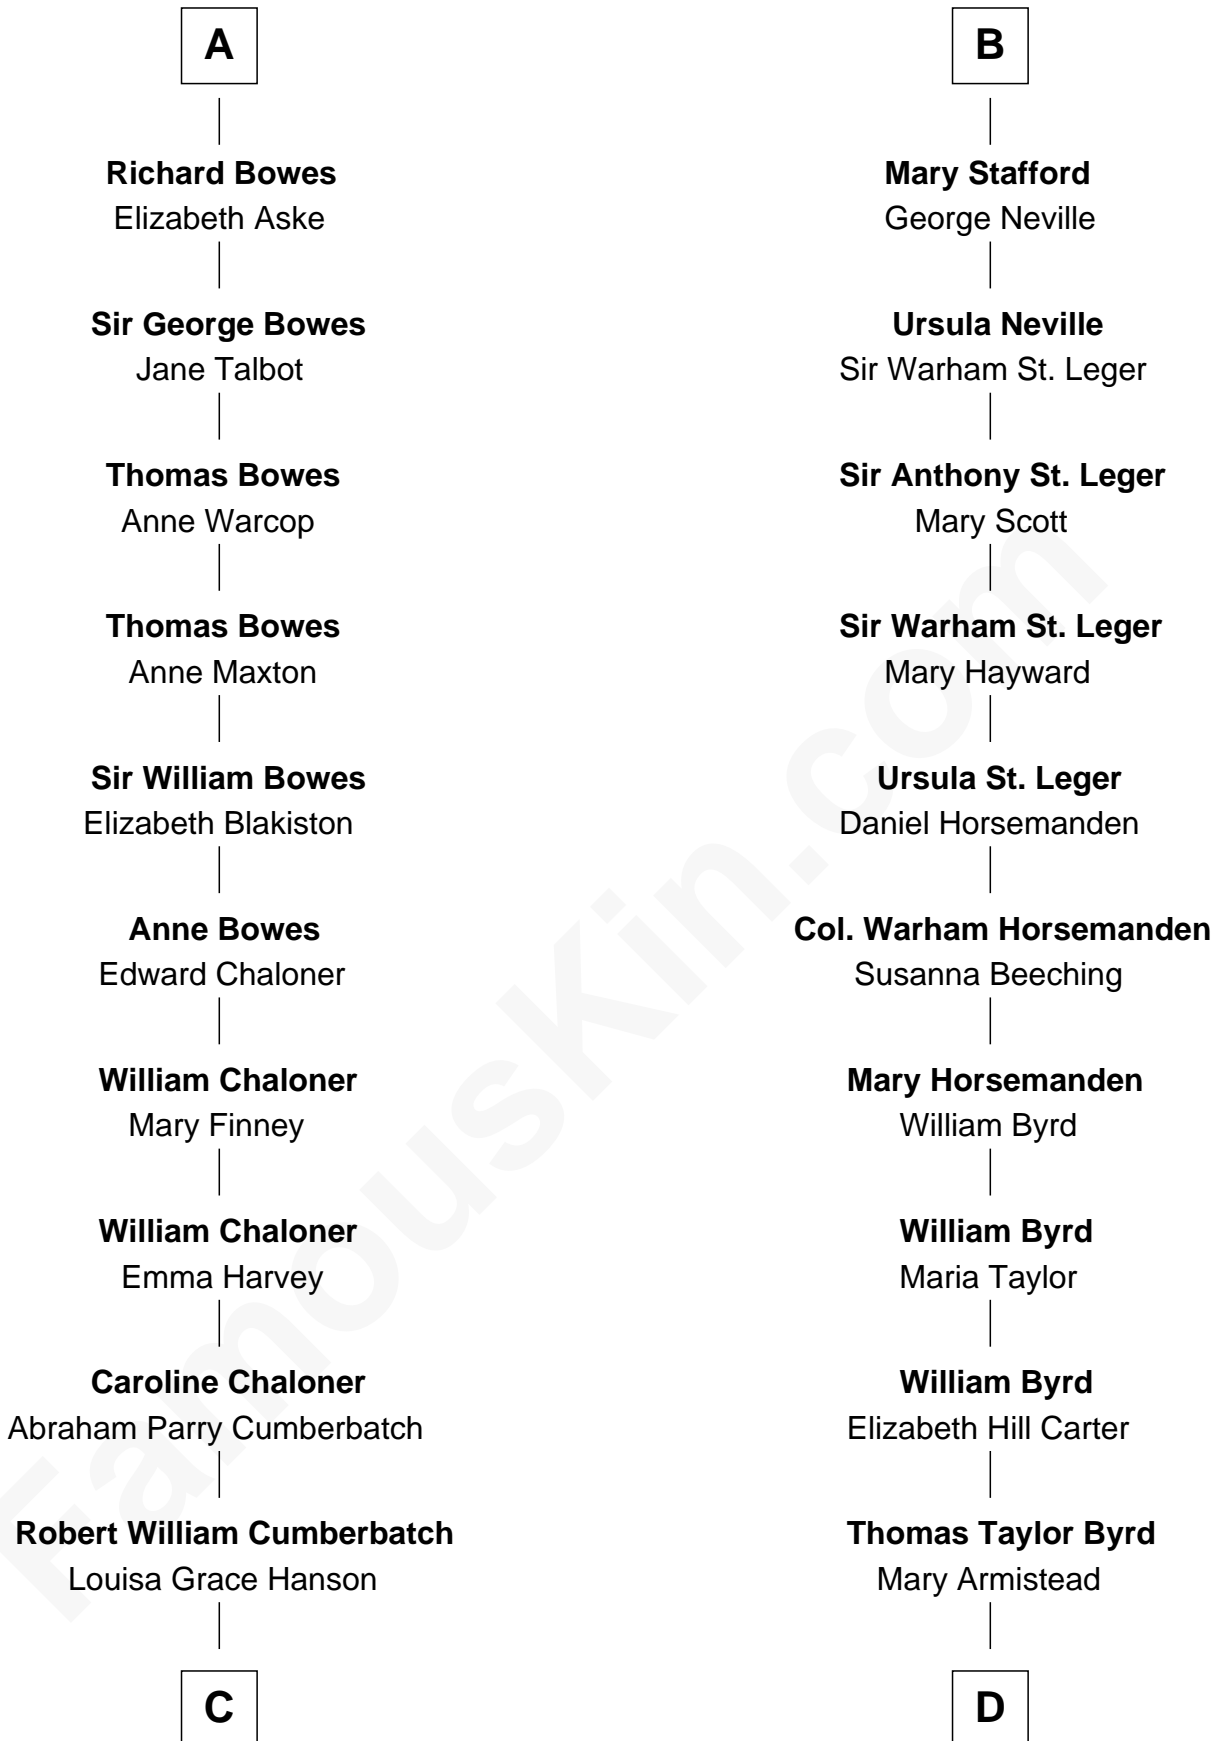 A
Richard Bowes
Elizabeth Aske
Sir George Bowes
Jane Talbot
Thomas Bowes
Anne Warcop
Thomas Bowes
Anne Maxton
Sir William Bowes
Elizabeth Blakiston
Anne Bowes
Edward Chaloner
William Chaloner
Mary Finney
William Chaloner
Emma Harvey
Caroline Chaloner
Abraham Parry Cumberbatch
Robert William Cumberbatch
Louisa Grace Hanson
C
B
Mary Stafford
George Neville
Ursula Neville
Sir Warham St. Leger
Sir Anthony St. Leger
Mary Scott
Sir Warham St. Leger
Mary Hayward
Ursula St. Leger
Daniel Horsemanden
Col. Warham Horsemanden
Susanna Beeching
Mary Horsemanden
William Byrd
William Byrd
Maria Taylor
William Byrd
Elizabeth Hill Carter
Thomas Taylor Byrd
Mary Armistead
D
FamousKin.com